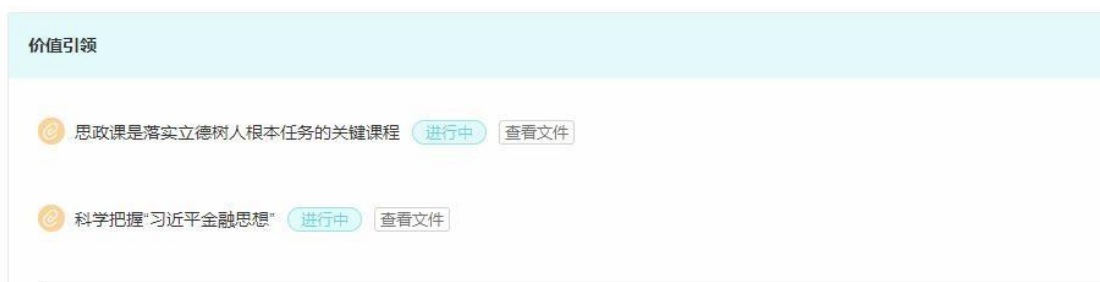 价值引领
思政课是落实立德树人根本任务的关键课程 进行中 查看文件
科学把握“习近平金融思想” 进行中 查看文件